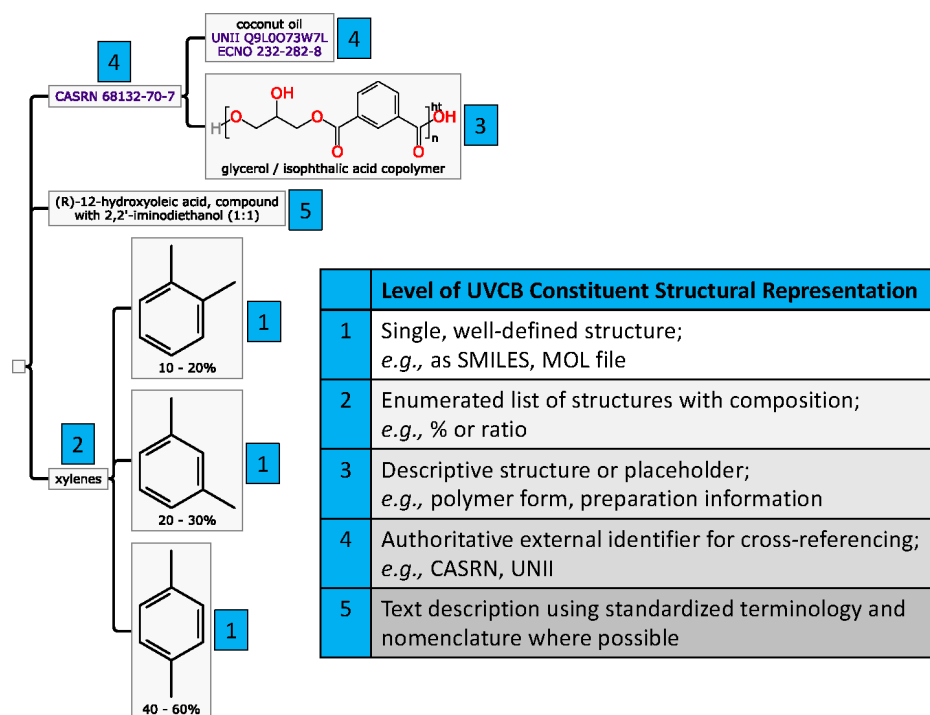 coconut oil
UNII Q9L0O73W7L
ECNO 232-282-8
4
4
CASRN 68132-70-7
OH
H
O
O
O
O
OH
ht
n
glycerol / isophthalic acid copolymer
3
(R)-12-hydroxyoleic acid, compound
with 2,2'-iminodiethanol (1:1)
5
10 - 20%
1
2
xylenes
20 - 30%
1
40 - 60%
1
Level of UVCB Constituent Structural Representation
1
Single, well-defined structure;
e.g., as SMILES, MOL file
2
Enumerated list of structures with composition;
e.g., % or ratio
3
Descriptive structure or placeholder;
e.g., polymer form, preparation information
4
Authoritative external identifier for cross-referencing;
e.g., CASRN, UNII
5
Text description using standardized terminology and
nomenclature where possible